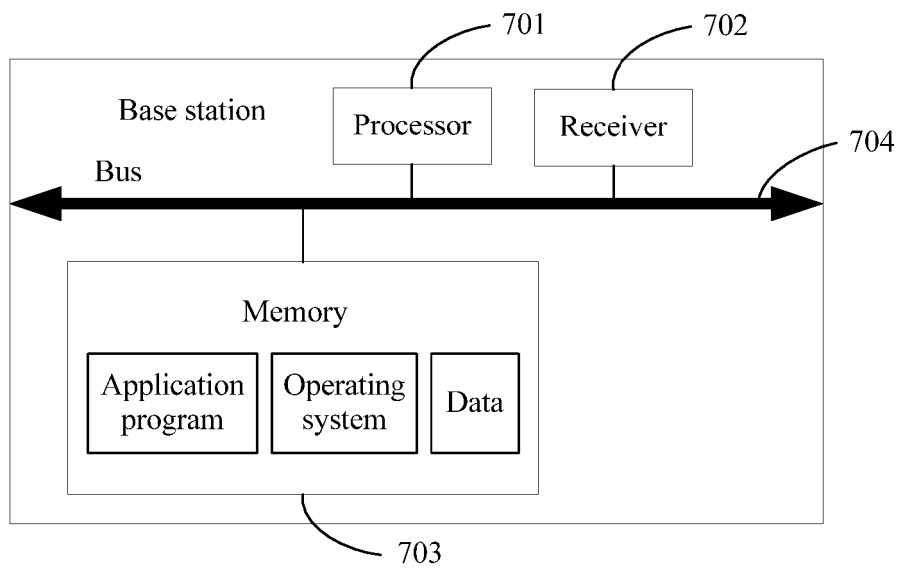 701
702
Base station
Processor
Receiver
704
Bus
Memory
Application
program
Operating
system
Data
703